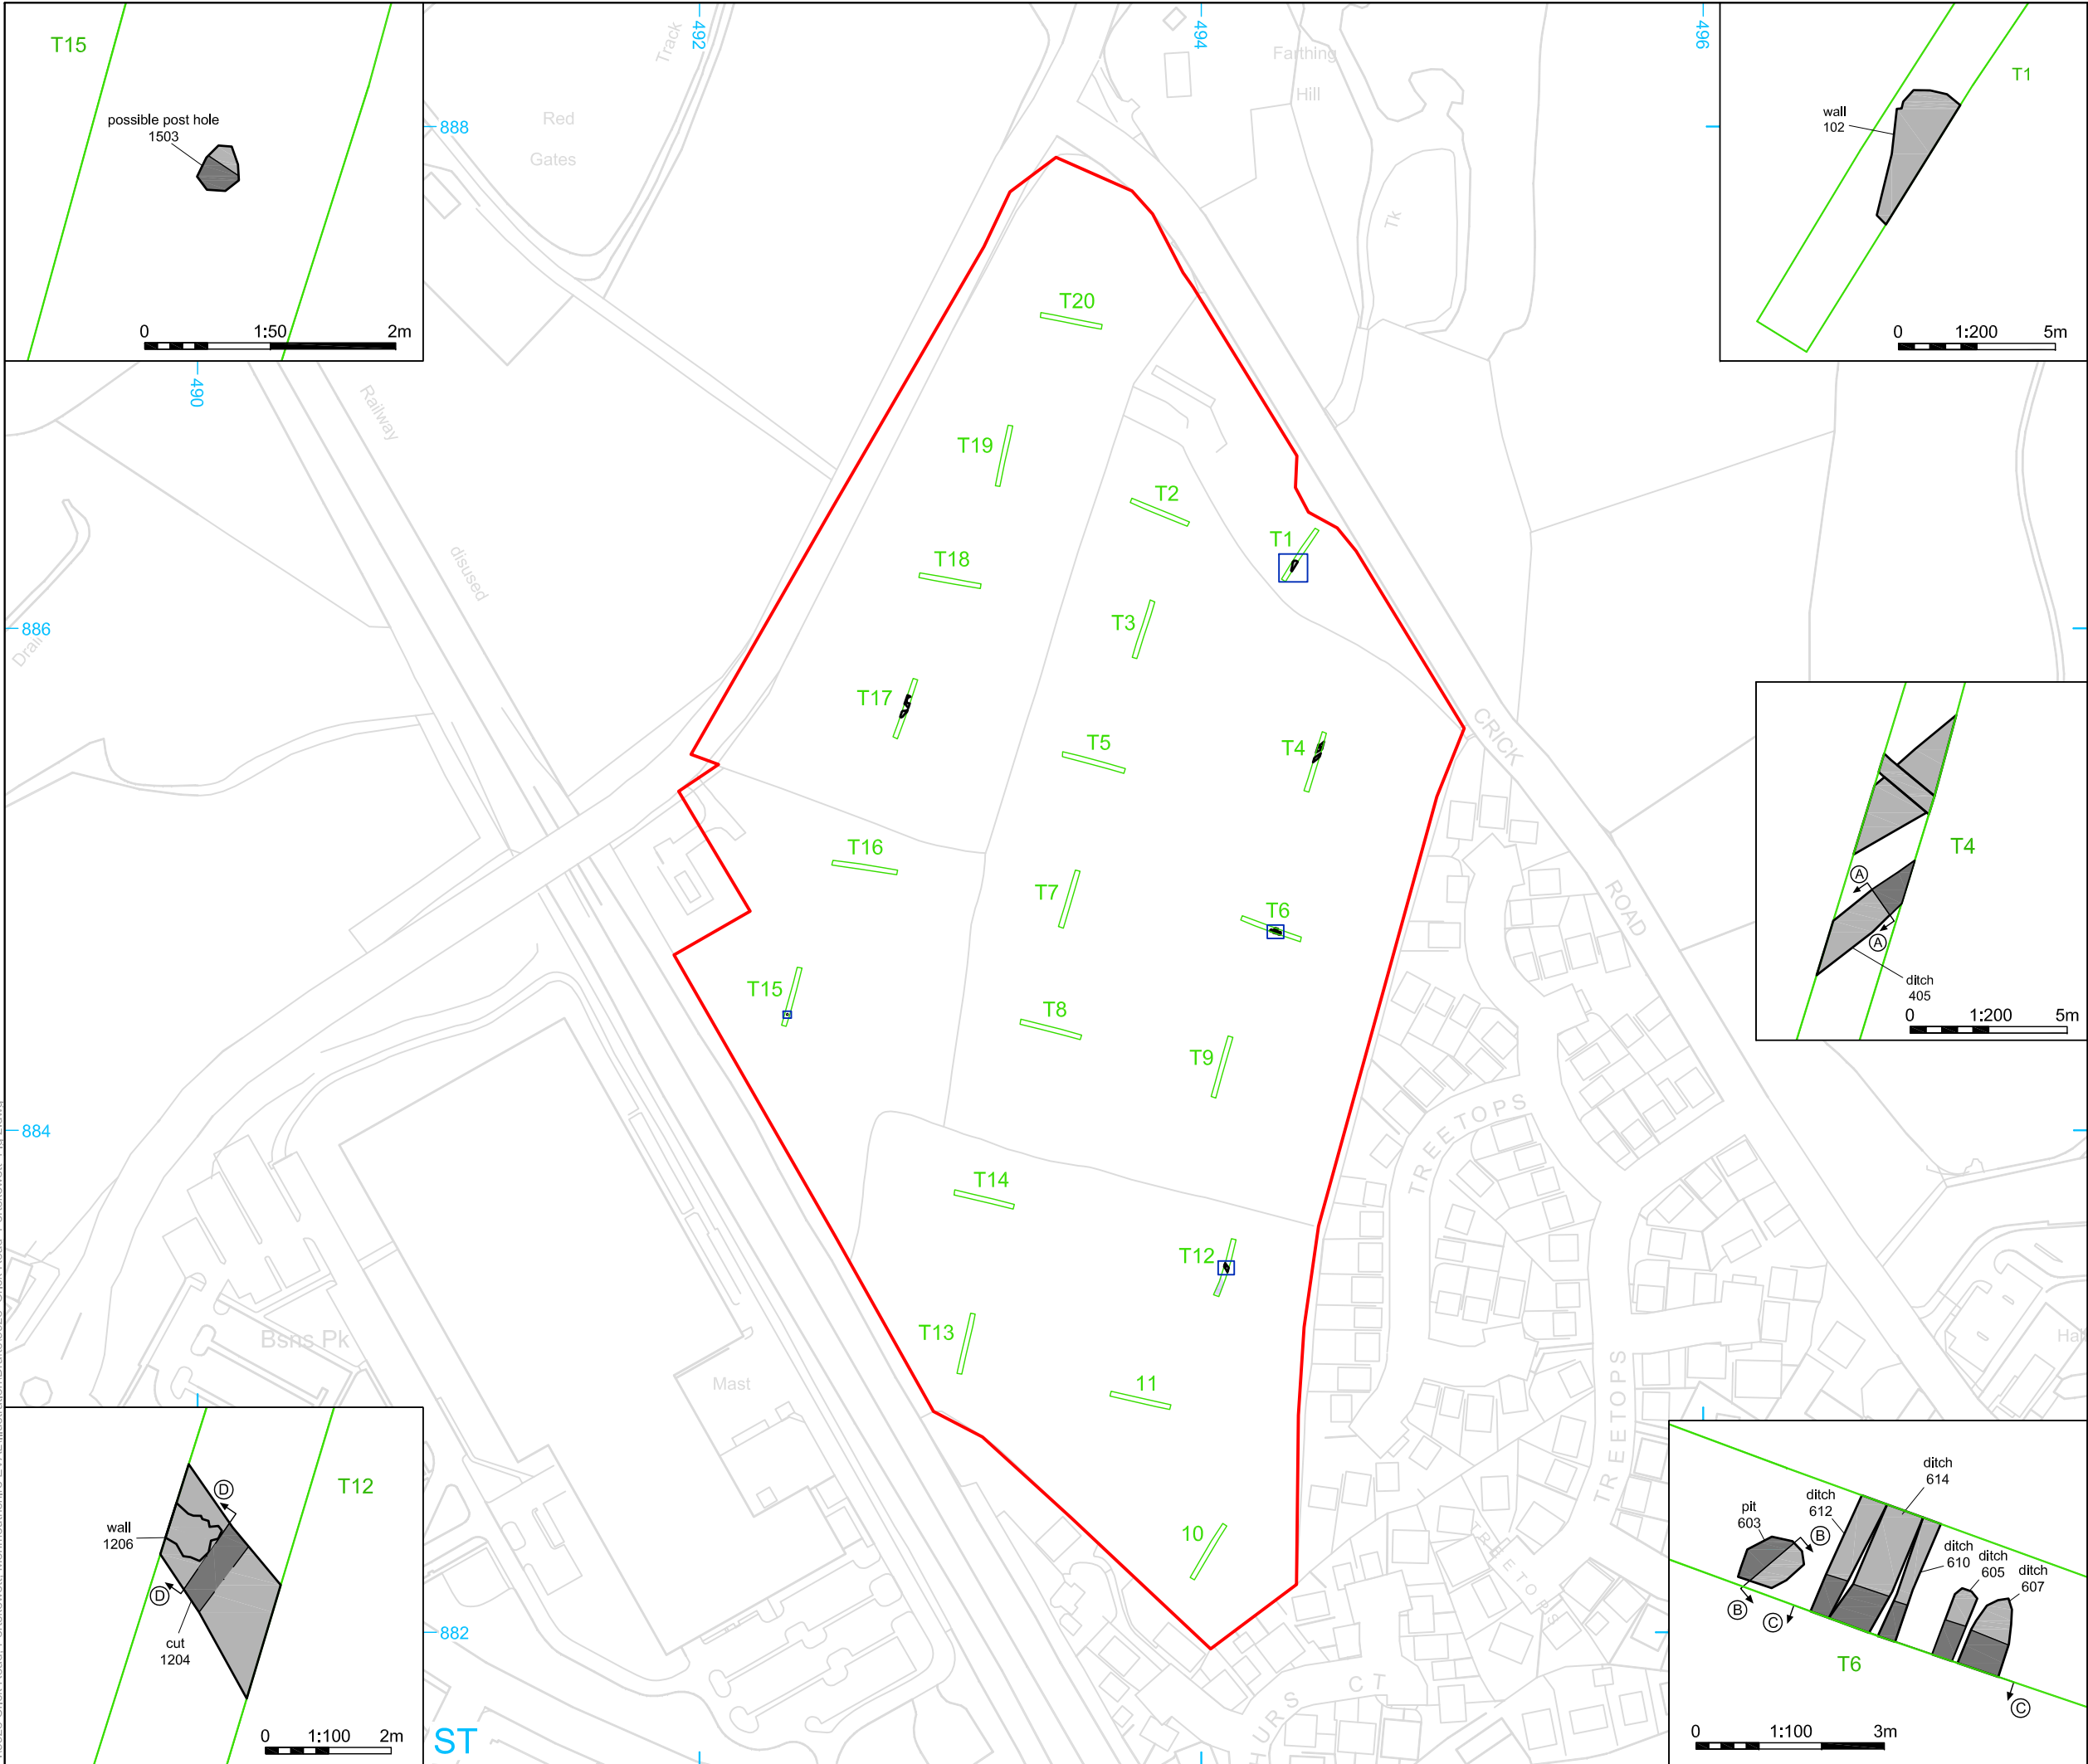 T15
possible post hole
1503
0 1:50 2m
492
494
496
Track
Farthing
Hill
Red
Gates
888
T1
wall
102
0 1:200 5m
Tk
490
Railway
disused
886
T20
T19
T2
T1
T18
T3
T17
T5
T4
CRICK
ROAD
T16
T7
T6
T15
T8
T9
T4
A
A
ditch
405
0 1:200 5m
884
TREETOPS
TREETOPS
TREETOPS
T14
T12
T13
11
10
Bsns Pk
Mast
T12
D
D
wall
1206
cut
1204
0 1:100 2m
882
ST
CT
ditch
614
ditch
612
pit
603
B
B
C
C
ditch
610
ditch
605
ditch
607
T6
0 1:100 3m